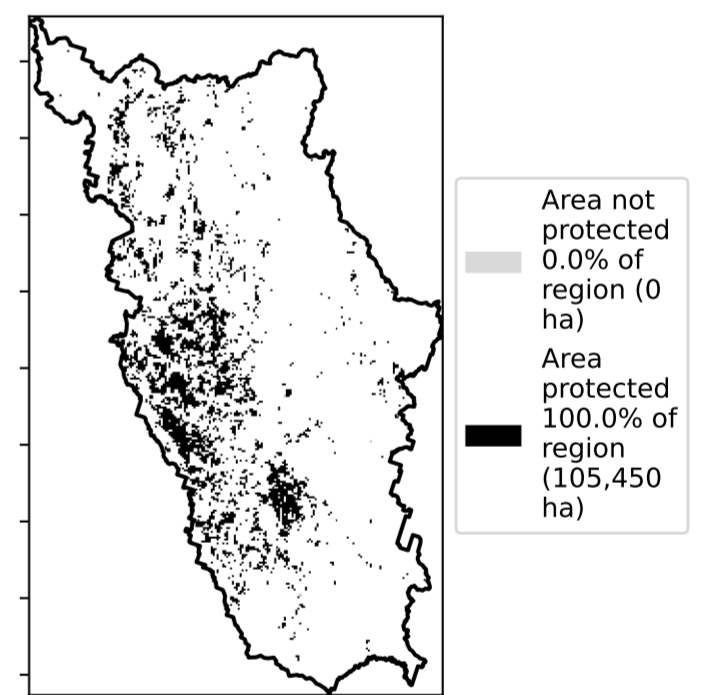 Area not
protected
0.0% of
region (0
ha)
Area
protected
100.0% of
region
(105,450
ha)